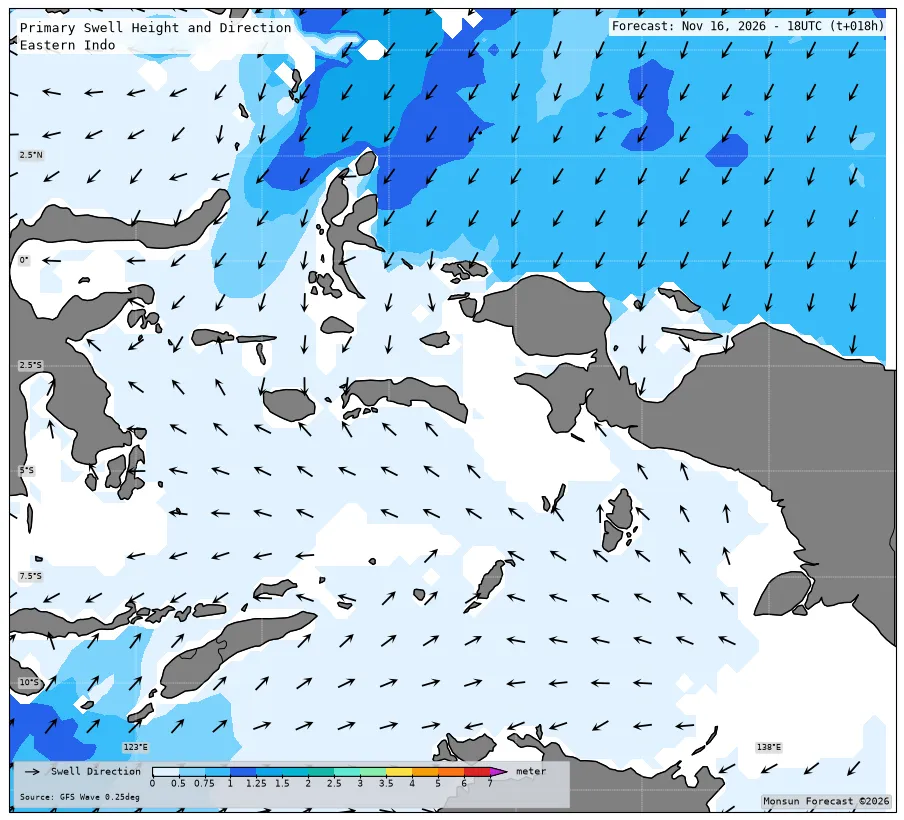 Primary Swell Height and Direction
Eastern Indo
Forecast: Nov 16, 2026 - 18UTC (t+018h)
2.5°N
0°
2.5°S
5°S
7.5°S
10°S
123°E
138°E
Swell Direction
0 0.5 0.75 1 1.25 1.5 2 2.5 3 3.5 4 5 6 7
meter
Source: GFS Wave 0.25deg
Monsun Forecast ©2026